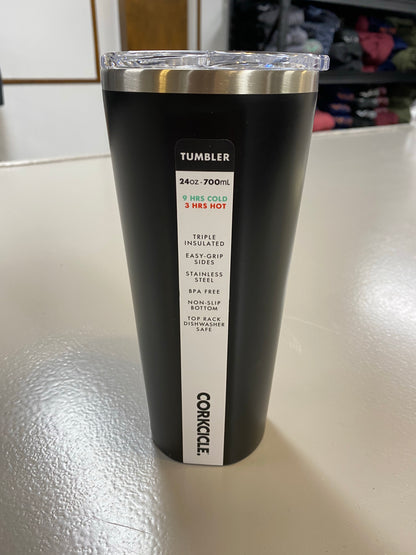 TUMBLER
24OZ - 700ML
9 HRS COLD
3 HRS HOT
TRIPLE
INSULATED
EASY-GRIP
SIDES
STAINLESS
STEEL
BPA FREE
NON-SLIP
BOTTOM
TOP RACK
DISHWASHER
SAFE
CORKCICLE.